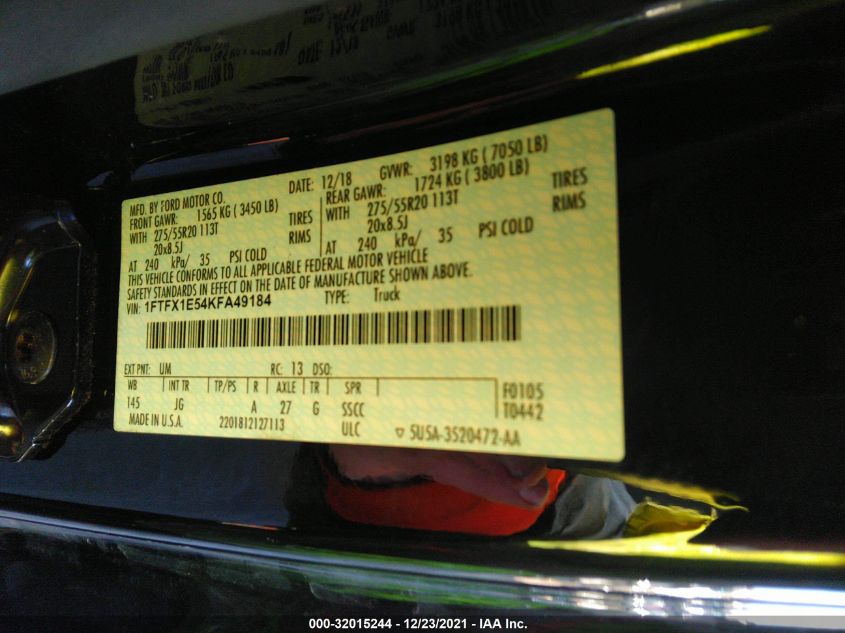 MFD. BY FORD MOTOR CO.
DATE: 12/18
GVWR: 3198 KG ( 7050 LB)
FRONT GAWR: 1565 KG ( 3450 LB)
WITH 275/55R20 113T TIRES
20x8.5J RIMS
AT 240 kPa/ 35 PSI COLD
REAR GAWR: 1724 KG ( 3800 LB)
WITH 275/55R20 113T TIRES
20x8.5J RIMS
AT 240 kPa/ 35 PSI COLD
THIS VEHICLE CONFORMS TO ALL APPLICABLE FEDERAL MOTOR VEHICLE
SAFETY STANDARDS IN EFFECT ON THE DATE OF MANUFACTURE SHOWN ABOVE.
VIN: 1FTFX1E54KFA49184 TYPE: Truck
EXT PNT: UM RC: 13 DSO:
WB INT TR TP/PS R AXLE TR SPR
145 JG A 27 G SSCC
F0105
T0442
MADE IN U.S.A. 2201812127113 ULC ▽ 5U5A-3520472-AA
000-32015244 - 12/23/2021 - IAA Inc.